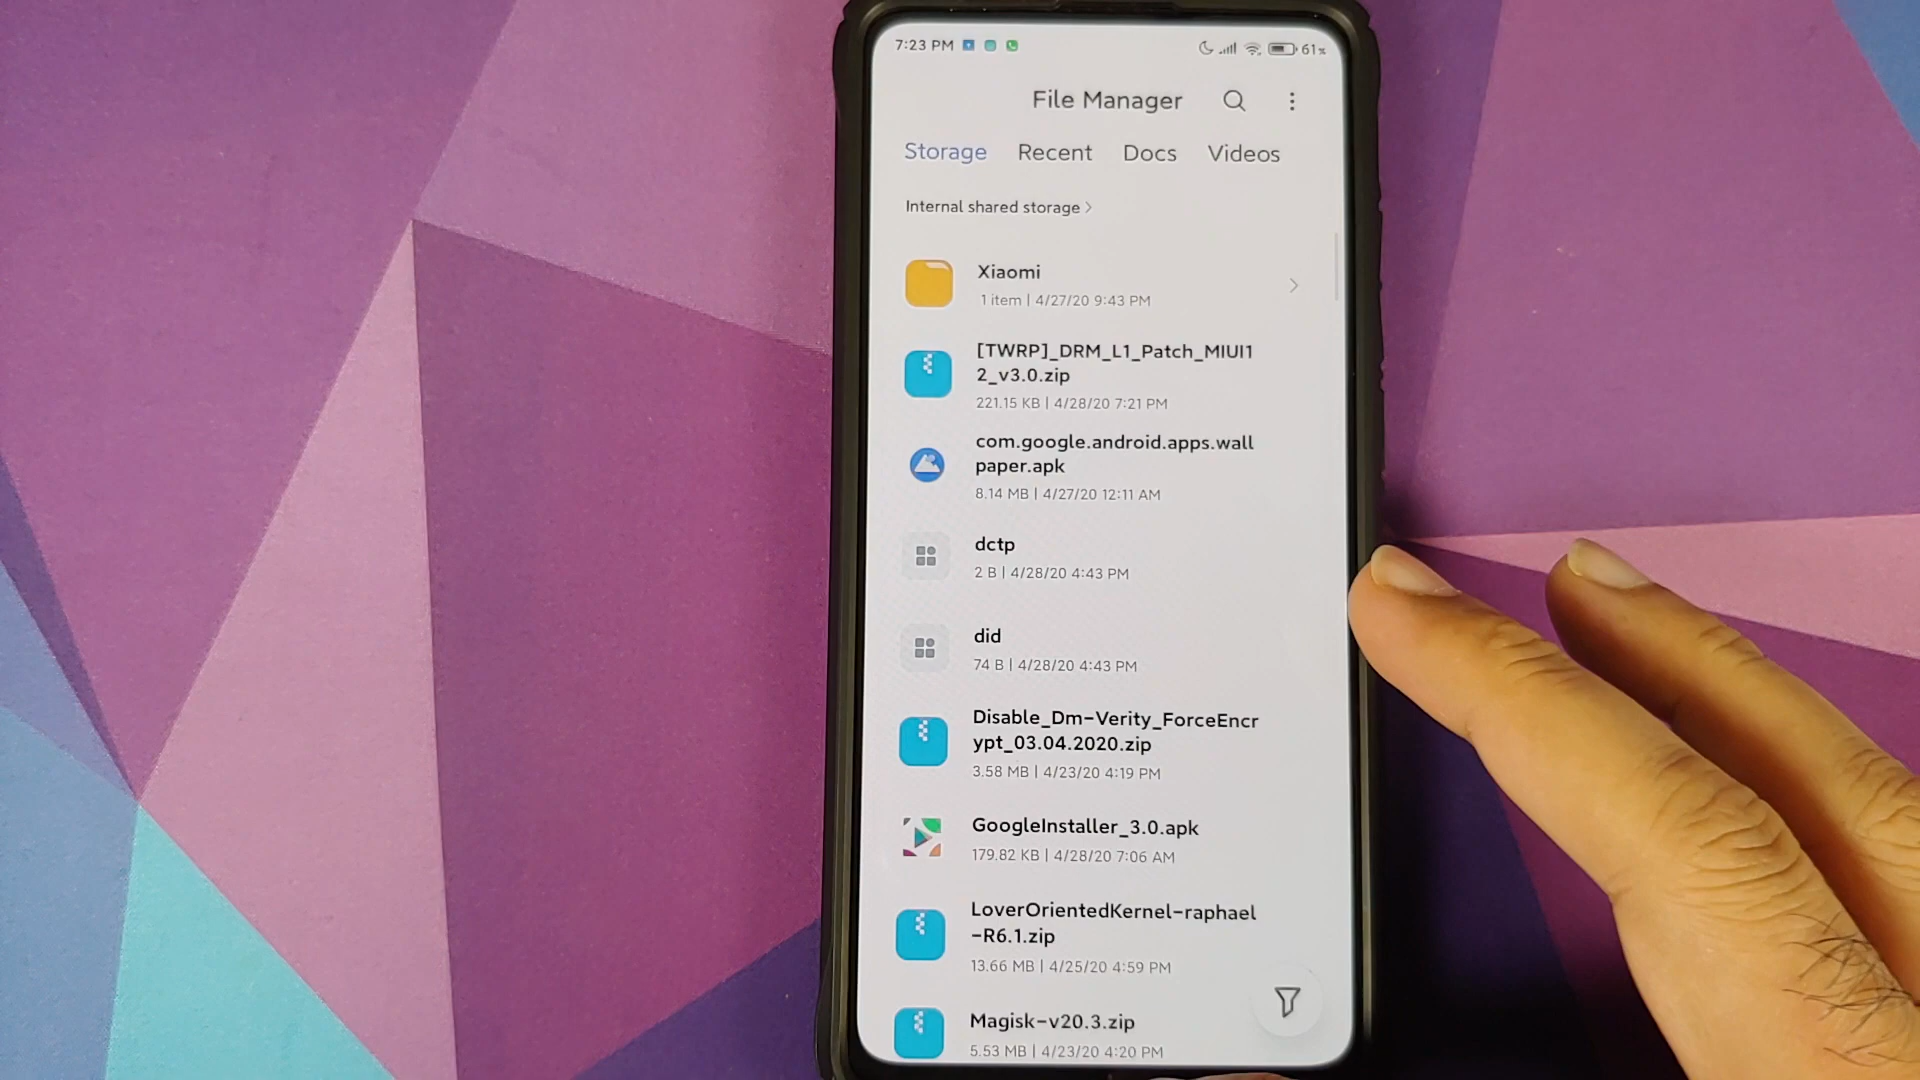 7:23 PM
61%
File Manager
Storage Recent Docs Videos
Internal shared storage >
Xiaomi
1 item | 4/27/20 9:43 PM
[TWRP]_DRM_L1_Patch_MIUI1
2_v3.0.zip
221.15 KB | 4/28/20 7:21 PM
com.google.android.apps.wall
paper.apk
8.14 MB | 4/27/20 12:11 AM
dctp
2 B | 4/28/20 4:43 PM
did
74 B | 4/28/20 4:43 PM
Disable_Dm-Verity_ForceEncr
ypt_03.04.2020.zip
3.58 MB | 4/23/20 4:19 PM
GoogleInstaller_3.0.apk
179.82 KB | 4/28/20 7:06 AM
LoverOrientedKernel-raphael
-R6.1.zip
13.66 MB | 4/25/20 4:59 PM
Magisk-v20.3.zip
5.53 MB | 4/23/20 4:20 PM